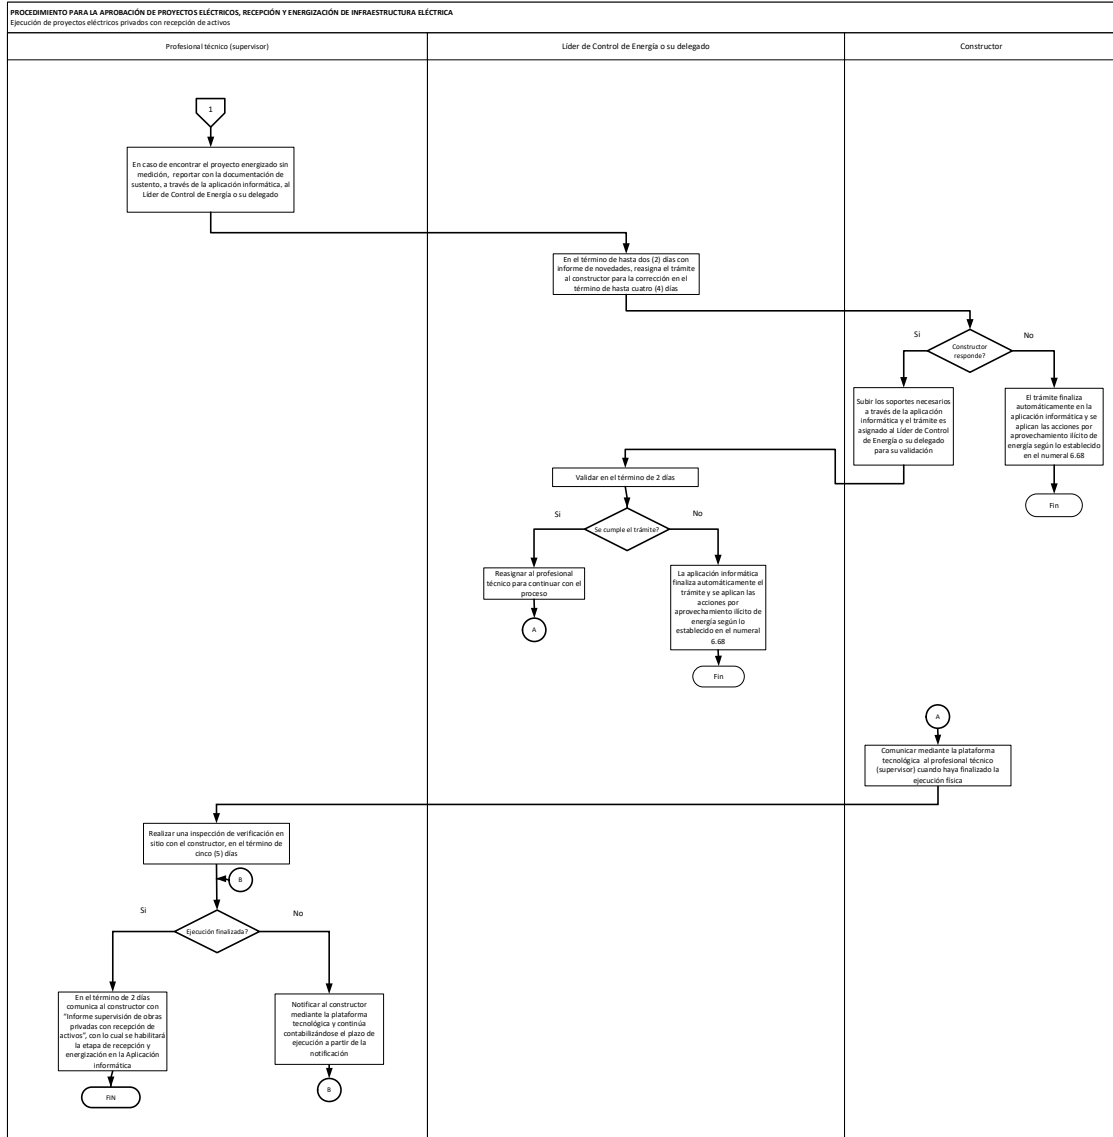 PROCEDIMIENTO PARA LA APROBACIÓN DE PROYECTOS ELÉCTRICOS, RECEPCIÓN Y ENERGIZACIÓN DE INFRAESTRUCTURA ELÉCTRICA
Ejecución de proyectos eléctricos privados con recepción de activos
Profesional técnico (supervisor)
Líder de Control de Energía o su delegado
Constructor
1
En caso de encontrar el proyecto energizado sin
medición, reportar con la documentación de
sustento, a través de la aplicación informática, al
Líder de Control de Energía o su delegado
En el término de hasta dos (2) días con
informe de novedades, reasigna el trámite
al constructor para la corrección en el
término de hasta cuatro (4) días
Constructor
responde?
Si
No
Subir los soportes necesarios
a través de la aplicación
informática y el trámite es
asignado al Líder de Control
de Energía o su delegado
para su validación
El trámite finaliza
automáticamente en la
aplicación informática y se
aplican las acciones por
aprovechamiento ilícito de
energía según lo establecido
en el numeral 6.68
Fin
Validar en el término de 2 días
Se cumple el trámite?
Si
No
Reasignar al profesional
técnico para continuar con el
proceso
A
La aplicación informática
finaliza automáticamente el
trámite y se aplican las
acciones por
aprovechamiento ilícito de
energía según lo
establecido en el numeral
6.68
Fin
A
Comunicar mediante la plataforma
tecnológica al profesional técnico
(supervisor) cuando haya finalizado la
ejecución física
Realizar una inspección de verificación en
sitio con el constructor, en el término de
cinco (5) días
B
Ejecución finalizada?
Si
No
En el término de 2 días
comunica al constructor con
“Informe supervisión de obras
privadas con recepción de
activos”, con lo cual se habilitará
la etapa de recepción y
energización en la Aplicación
informática
FIN
Notificar al constructor
mediante la plataforma
tecnológica y continúa
contabilizándose el plazo de
ejecución a partir de la
notificación
B